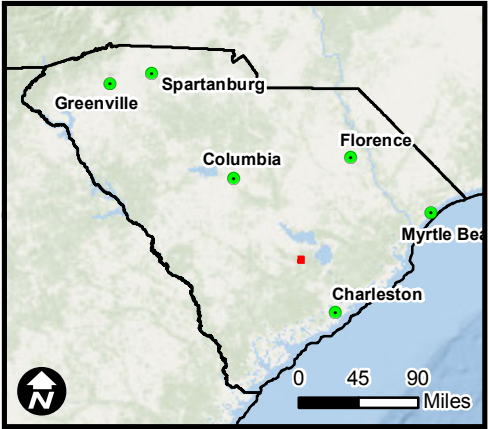 Spartanburg
Greenville
Florence
Columbia
Myrtle Bea
Charleston
0 45 90
Miles
N